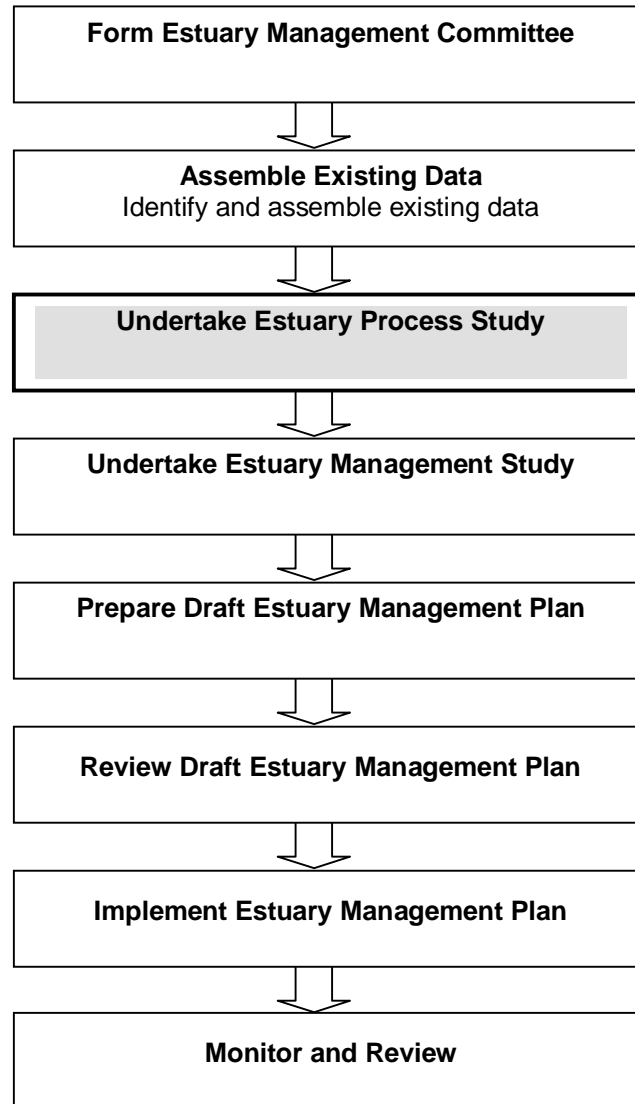 Form Estuary Management Committee
Assemble Existing Data
Identify and assemble existing data
Undertake Estuary Process Study
Undertake Estuary Management Study
Prepare Draft Estuary Management Plan
Review Draft Estuary Management Plan
Implement Estuary Management Plan
Monitor and Review